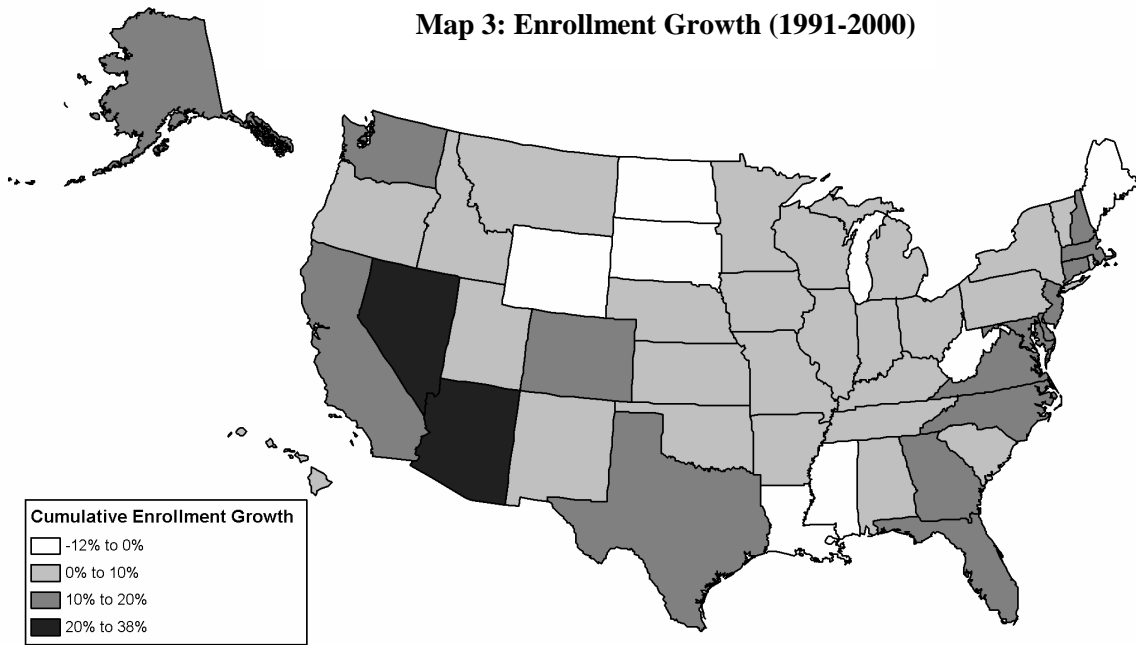 Map 3: Enrollment Growth (1991-2000)
Cumulative Enrollment Growth
-12% to 0%
0% to 10%
10% to 20%
20% to 38%